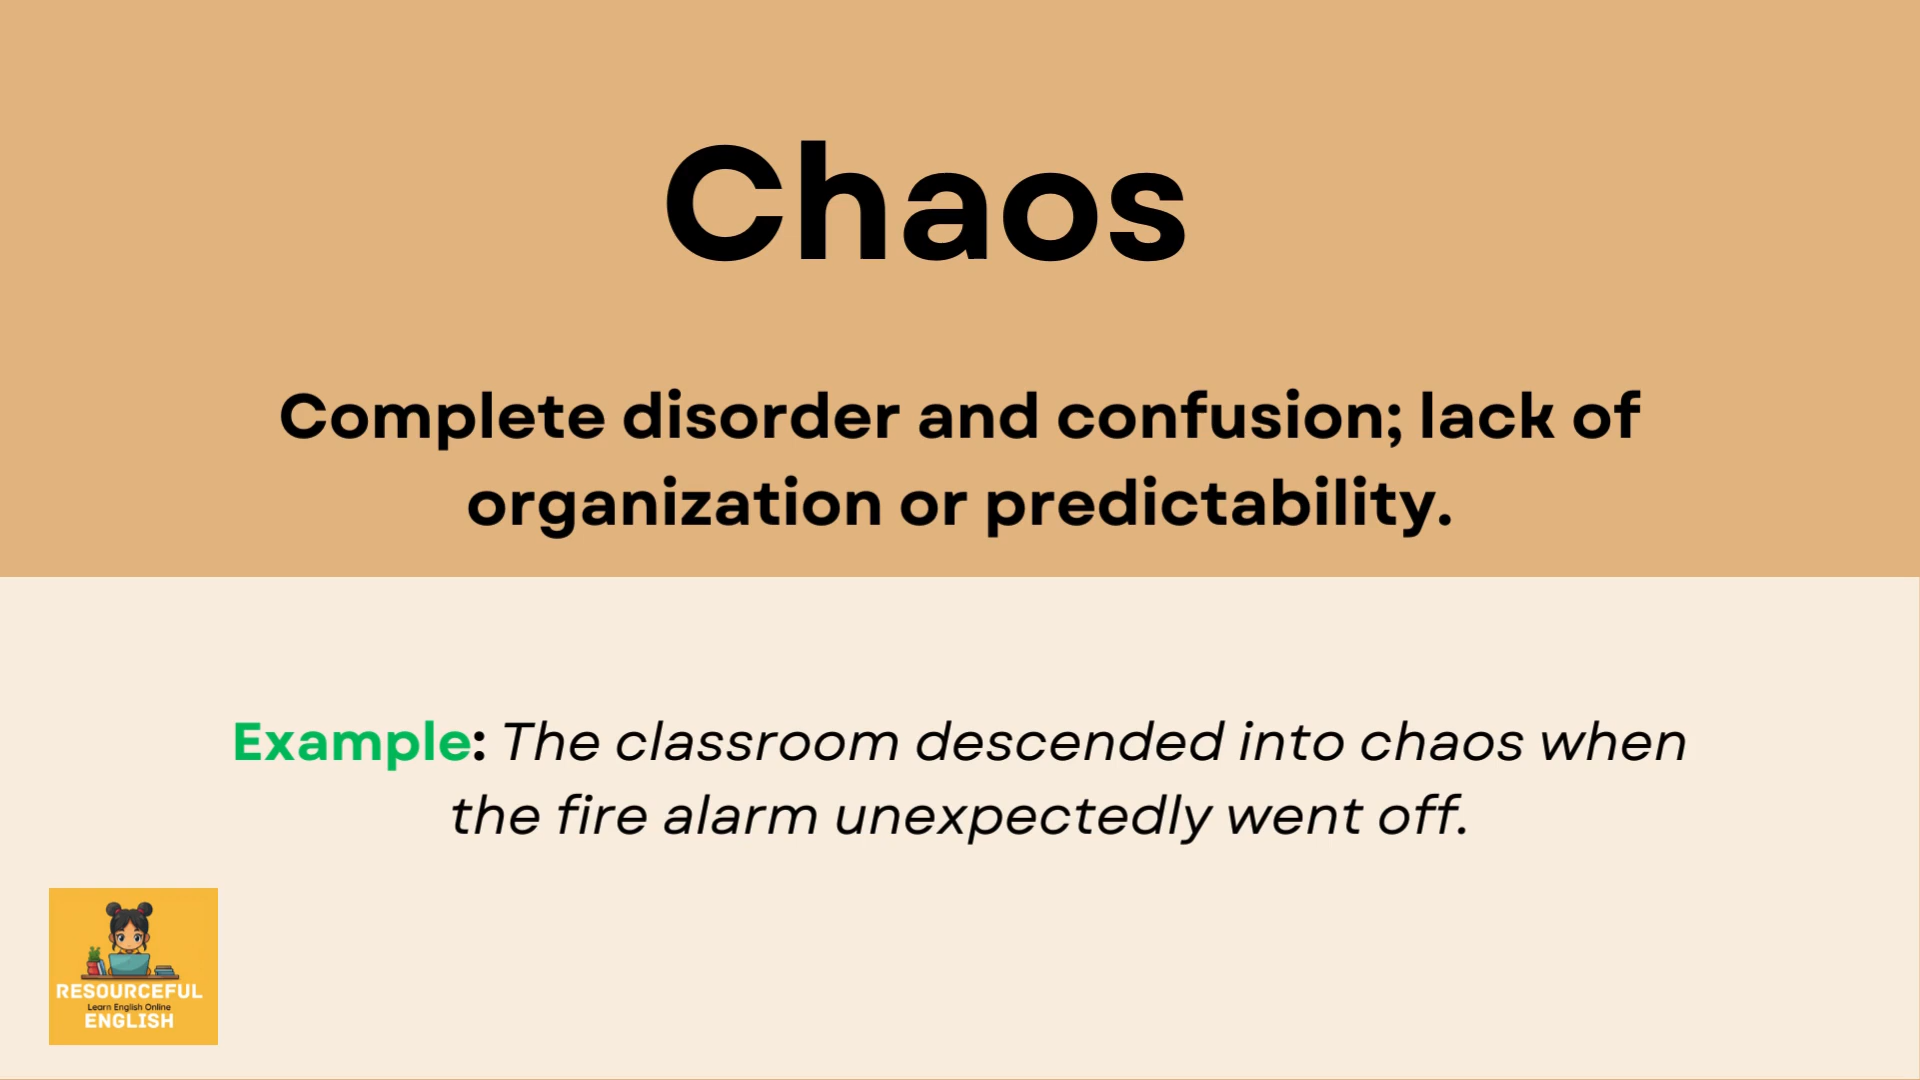 Chaos
Complete disorder and confusion; lack of
organization or predictability.
Example: The classroom descended into chaos when
the fire alarm unexpectedly went off.
RESOURCEFUL
Learn English Online
ENGLISH